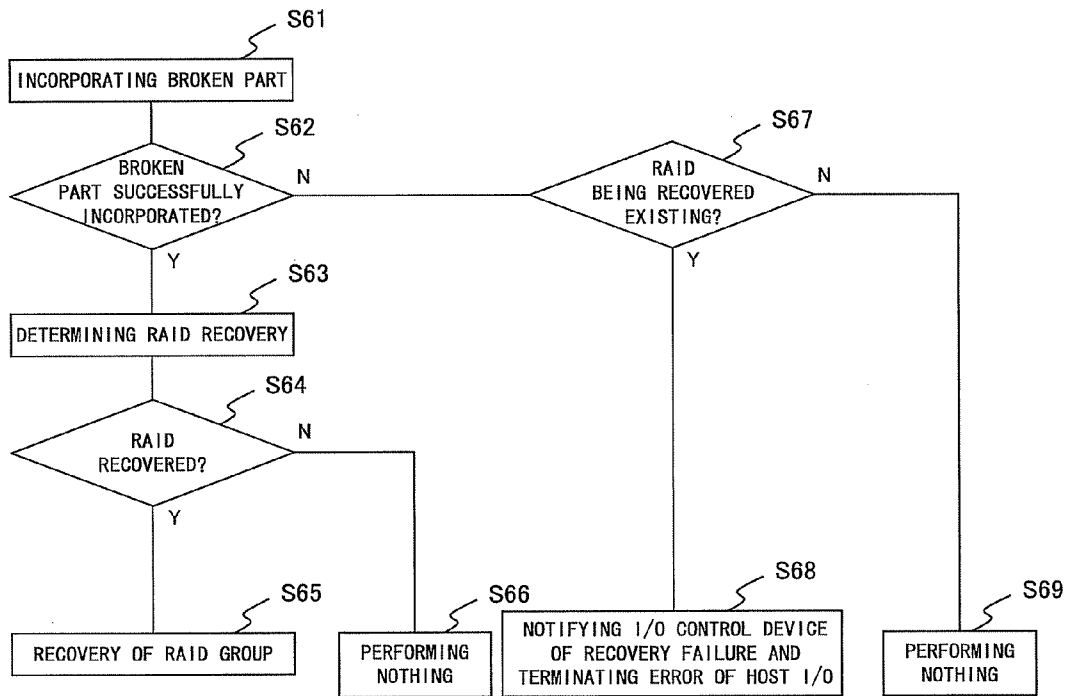 S61
INCORPORATING BROKEN PART
S62
BROKEN
PART SUCCESSFULLY
INCORPORATED?
N
Y
S67
RAID
BEING RECOVERED
EXISTING?
N
Y
S63
DETERMINING RAID RECOVERY
S64
RAID
RECOVERED?
N
Y
S65
RECOVERY OF RAID GROUP
S66
PERFORMING
NOTHING
S68
NOTIFYING I/O CONTROL DEVICE
OF RECOVERY FAILURE AND
TERMINATING ERROR OF HOST I/O
S69
PERFORMING
NOTHING